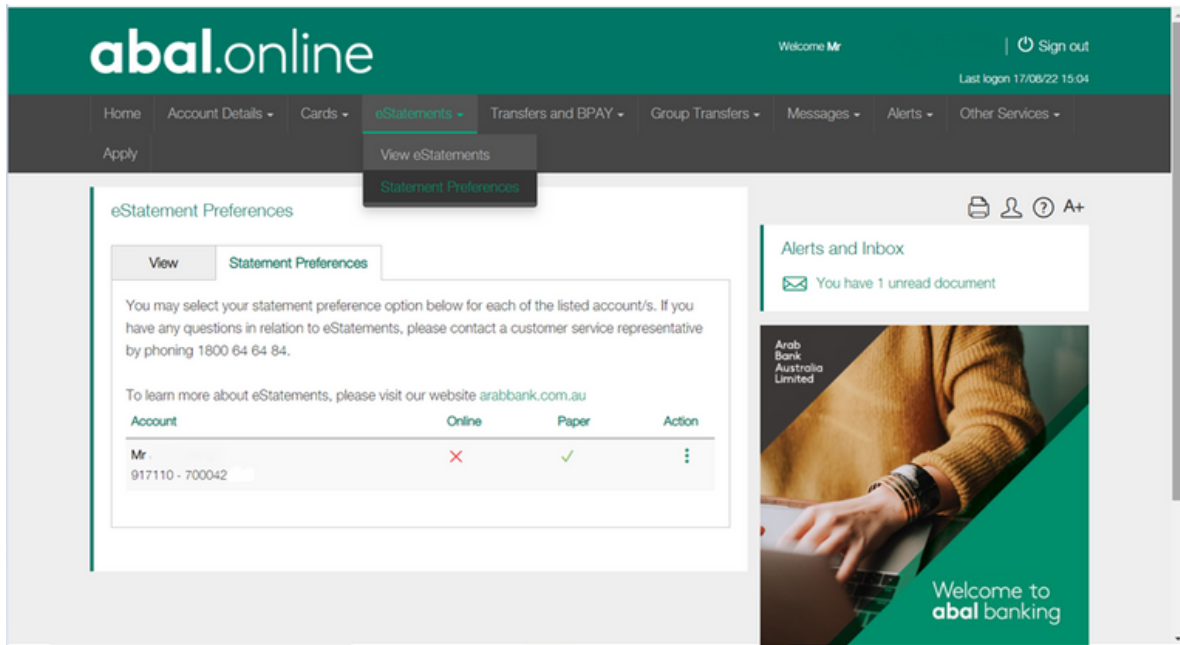 abal.online
Welcome Mr
Sign out
Last logon 17/08/22 15:04
Home Account Details Cards eStatements Transfers and BPAY Group Transfers Messages Alerts Other Services
Apply
View eStatements
Statement Preferences
eStatement Preferences
A+
View Statement Preferences
You may select your statement preference option below for each of the listed account/s. If you
have any questions in relation to eStatements, please contact a customer service representative
by phoning 1800 64 64 84.
To learn more about eStatements, please visit our website arabbank.com.au
Account Online Paper Action
Mr
917110 - 700042
Alerts and Inbox
You have 1 unread document
Arab
Bank
Australia
Limited
Welcome to
abal banking